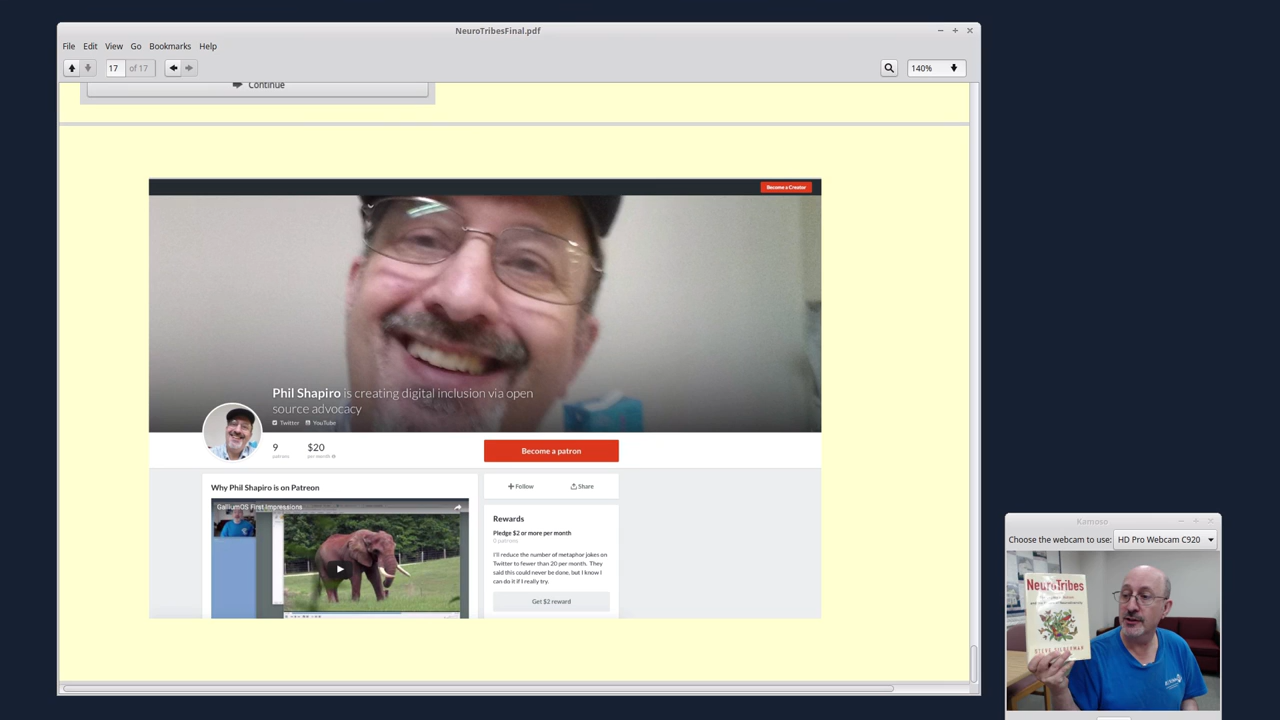 NeuroTribesFinal.pdf
File Edit View Go Bookmarks Help
17 of 17
140%
Continue
Become a Creator
Phil Shapiro is creating digital inclusion via open
source advocacy
Twitter YouTube
9 $20
patrons per month
Become a patron
Why Phil Shapiro is on Patreon
GalliumOS First Impressions
Follow Share
Rewards
Pledge $2 or more per month
0 patrons
I'll reduce the number of metaphor jokes on
Twitter to fewer than 20 per month. They
said this could never be done, but I know I
can do it if I really try.
Get $2 reward
Kamoso
Choose the webcam to use: HD Pro Webcam C920
NeuroTribes
STEVE SILBERMAN